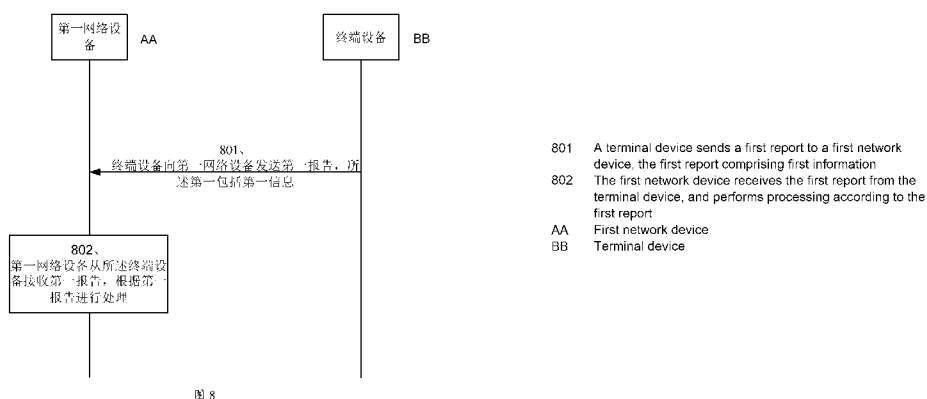 第一网络设
备
AA
终端设备
BB
801、
终端设备向第一网络设备发送第一报告，所
述第一包括第一信息
802、
第一网络设备从所述终端设
备接收第一报告，根据第一
报告进行处理
图 8
801 A terminal device sends a first report to a first network
device, the first report comprising first information
802 The first network device receives the first report from the
terminal device, and performs processing according to the
first report
AA First network device
BB Terminal device